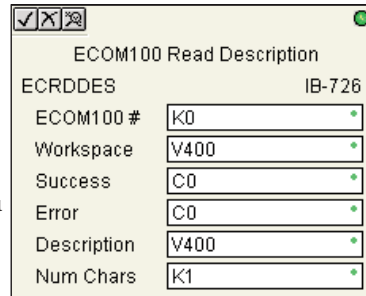 ECOM100 Read Description
ECRDDES IB-726
ECOM100 # K0
Workspace V400
Success C0
Error C0
Description V400
Num Chars K1